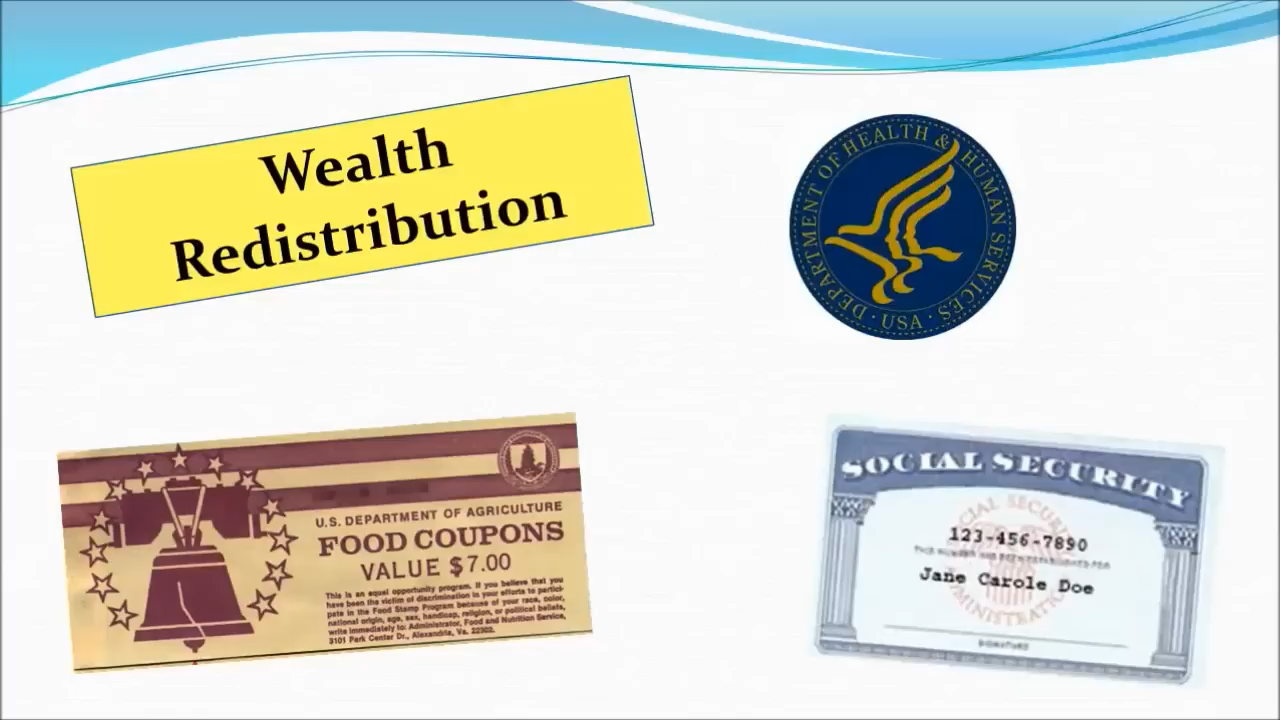 Wealth
Redistribution
DEPARTMENT OF HEALTH & HUMAN SERVICES · USA ·
U.S. DEPARTMENT OF AGRICULTURE
FOOD COUPONS
VALUE $7.00
This is an equal opportunity program. If you believe that you
have been the victim of discrimination in your efforts to partici-
pate in the Food Stamp Program because of your race, color,
national origin, age, sex, handicap, religion, or political beliefs,
write immediately to: Administrator, Food and Nutrition Service,
3101 Park Center Dr., Alexandria, Va. 22302.
SOCIAL SECURITY
123-456-7890
Jane Carole Doe
SIGNATURE